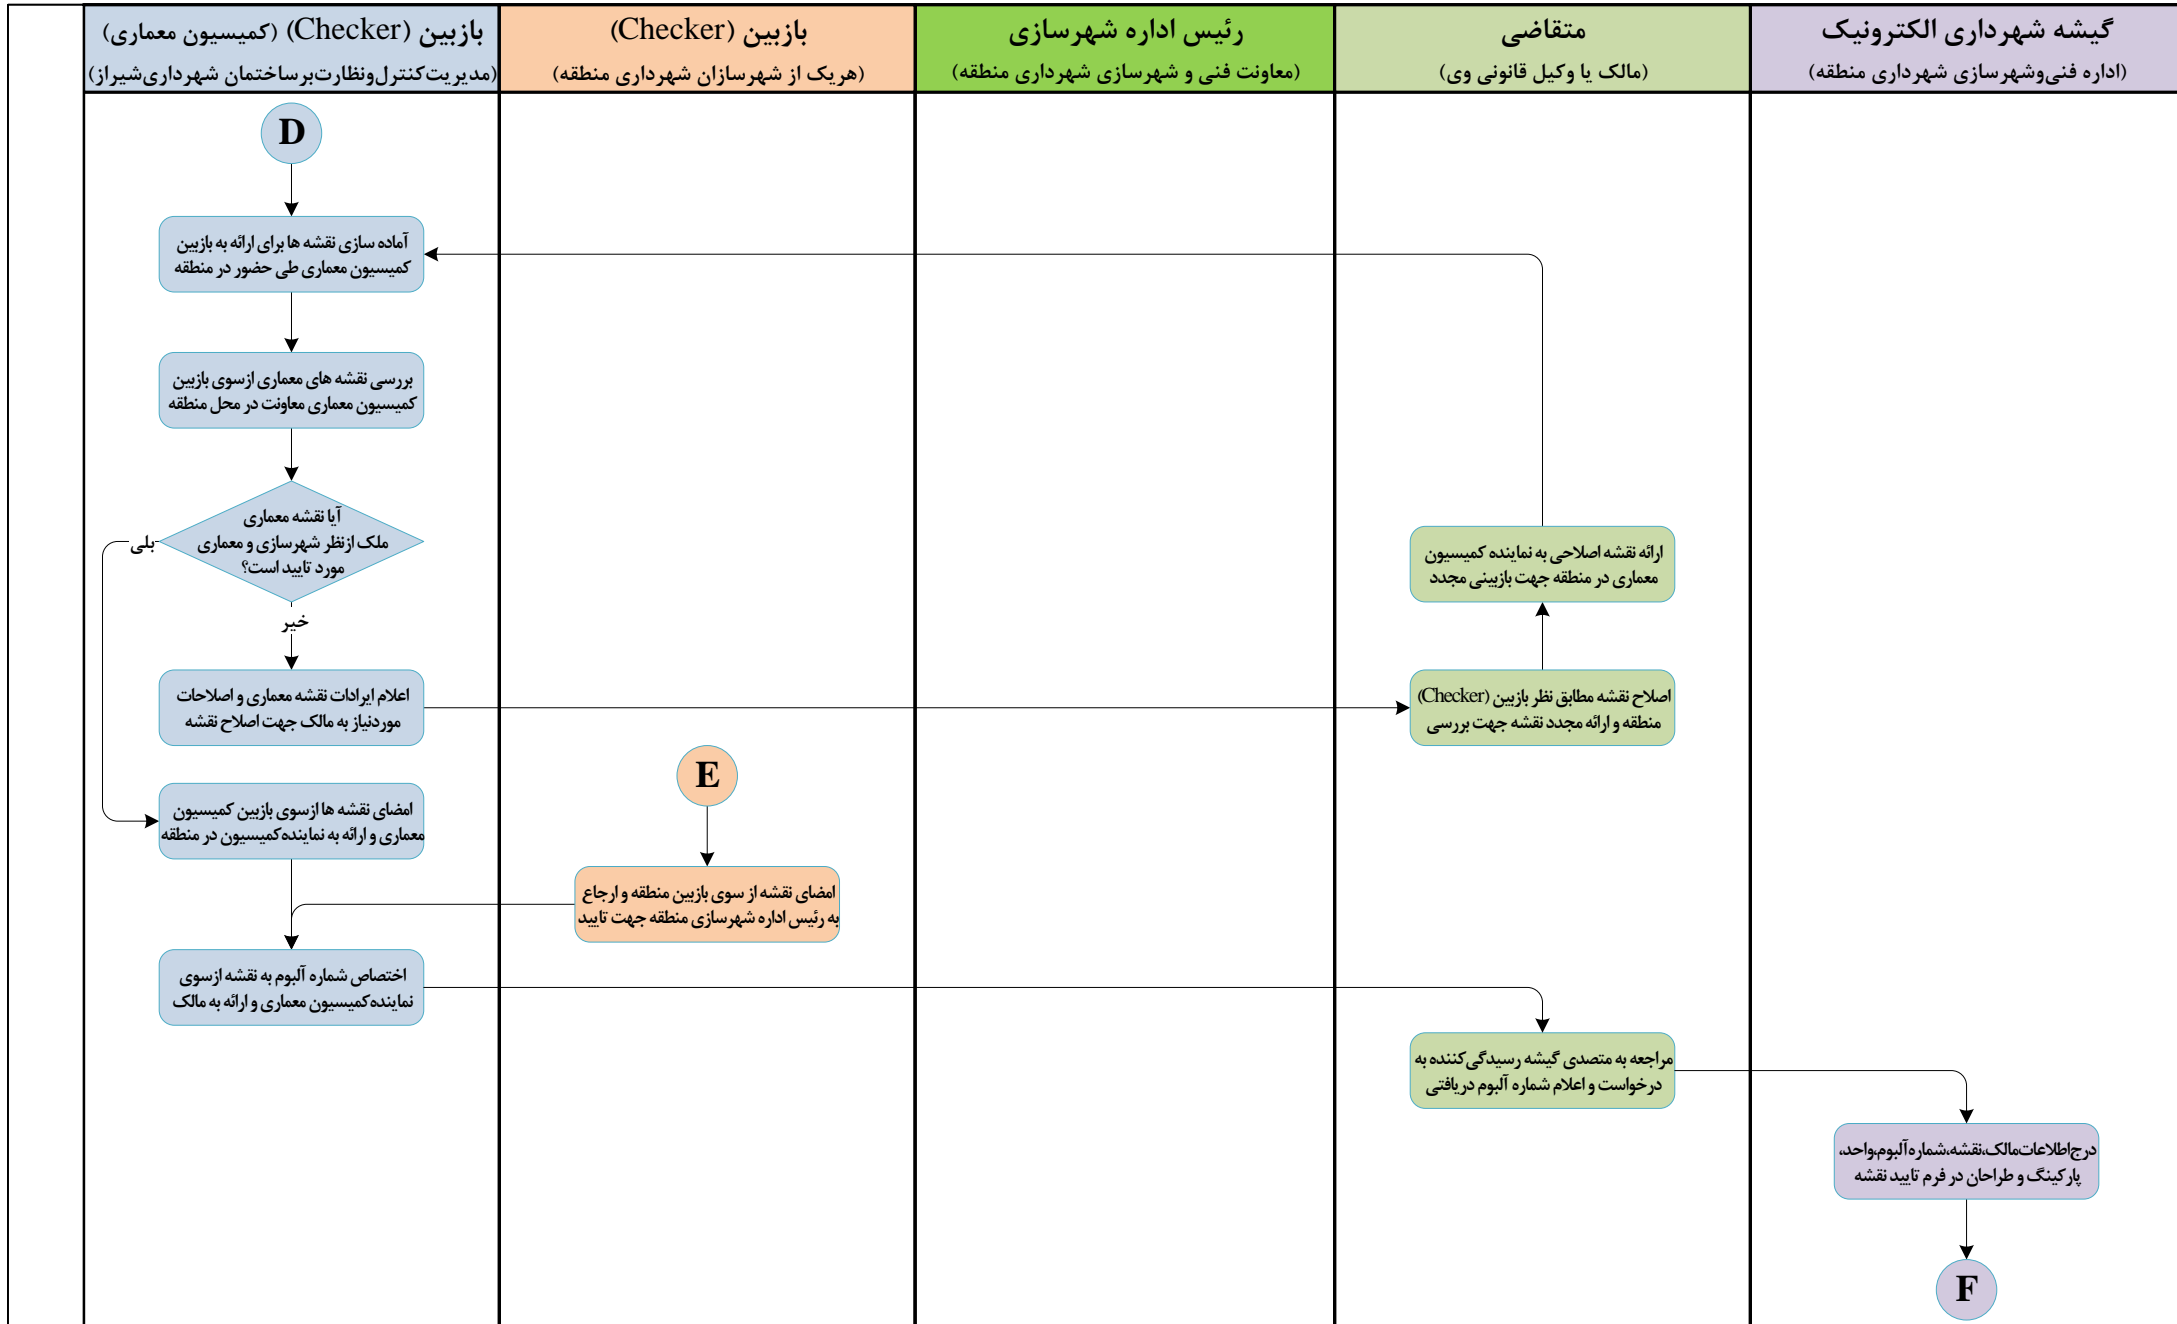 گیشه شهرداری الکترونیک
(اداره فنی‌وشهرسازی شهرداری منطقه)
متقاضی
(مالک یا وکیل قانونی وی)
رئیس اداره شهرسازی
(معاونت فنی و شهرسازی شهرداری منطقه)
بازبین (Checker)
(هریک از شهرسازان شهرداری منطقه)
بازبین (Checker) (کمیسیون معماری)
(مدیریت‌کنترل‌ونظارت‌برساختمان شهرداری‌شیراز)
D
آماده سازی نقشه ها برای ارائه به بازبین
کمیسیون معماری طی حضور در منطقه
بررسی نقشه های معماری ازسوی بازبین
کمیسیون معماری معاونت در محل منطقه
آیا نقشه معماری
ملک ازنظر شهرسازی و معماری
مورد تایید است؟
بلی
خیر
ارائه نقشه اصلاحی به نماینده کمیسیون
معماری در منطقه جهت بازبینی مجدد
اصلاح نقشه مطابق نظر بازبین (Checker)
منطقه و ارائه مجدد نقشه جهت بررسی
اعلام ایرادات نقشه معماری و اصلاحات
موردنیاز به مالک جهت اصلاح نقشه
E
امضای نقشه ها ازسوی بازبین کمیسیون
معماری و ارائه به نماینده‌کمیسیون در منطقه
امضای نقشه از سوی بازبین منطقه و ارجاع
به رئیس اداره شهرسازی منطقه جهت تایید
اختصاص شماره آلبوم به نقشه ازسوی
نماینده‌کمیسیون معماری و ارائه به مالک
مراجعه به متصدی گیشه رسیدگی‌کننده به
درخواست و اعلام شماره آلبوم دریافتی
درج‌اطلاعات‌مالک،نقشه،شماره‌آلبوم،واحد،
پارکینگ و طراحان در فرم تایید نقشه
F